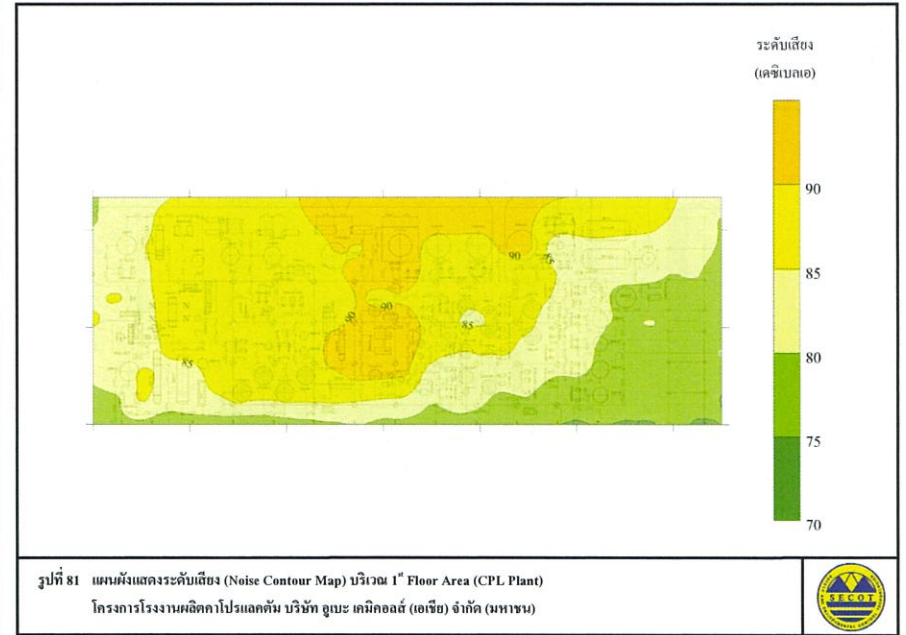 ระดับเสียง
(เดซิเบลเอ)
90
85
80
75
70
90
85
90
90
85
85
รูปที่ 81 แผนผังแสดงระดับเสียง (Noise Contour Map) บริเวณ 1st Floor Area (CPL Plant)
โครงการโรงงานผลิตคาโปรแลคตัม บริษัท อูเบะ เคมิคอลส์ (เอเชีย) จำกัด (มหาชน)
SECOT